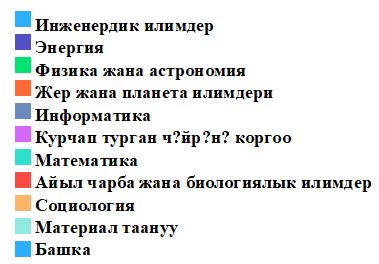 Инженердик илимдер
Энергия
Физика жана астрономия
Жер жана планета илимдери
Информатика
Курчап турган ч?йр?н? коргоо
Математика
Айыл чарба жана биологиялык илимдер
Социология
Материал таануу
Башка